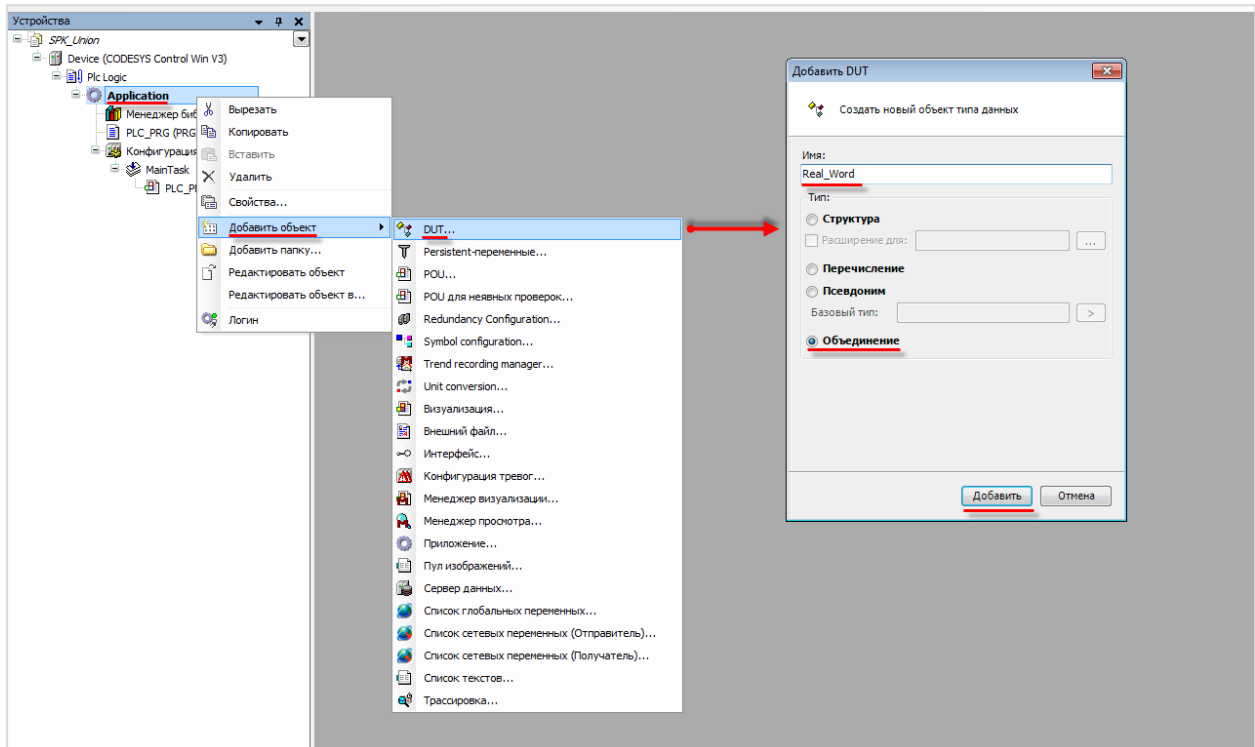 Устройства
SPK_Union
Device (CODESYS Control Win V3)
Plc Logic
Application
Менеджер биб
PLC_PRG (PRG
Конфигурация
MainTask
PLC_P
Вырезать
Копировать
Вставить
Удалить
Свойства...
Добавить объект
Добавить папку...
Редактировать объект
Редактировать объект в...
Логин
DUT...
Persistent-переменные...
POU...
POU для неявных проверок...
Redundancy Configuration...
Symbol configuration...
Trend recording manager...
Unit conversion...
Визуализация...
Внешний файл...
Интерфейс...
Конфигурация тревог...
Менеджер визуализации...
Менеджер просмотра...
Приложение...
Пул изображений...
Сервер данных...
Список глобальных переменных...
Список сетевых переменных (Отправитель)...
Список сетевых переменных (Получатель)...
Список текстов...
Трассировка...
Добавить DUT
Создать новый объект типа данных
Имя:
Real_Word
Тип:
Структура
Расширение для:
...
Перечисление
Псевдоним
Базовый тип:
>
Объединение
Добавить
Отмена